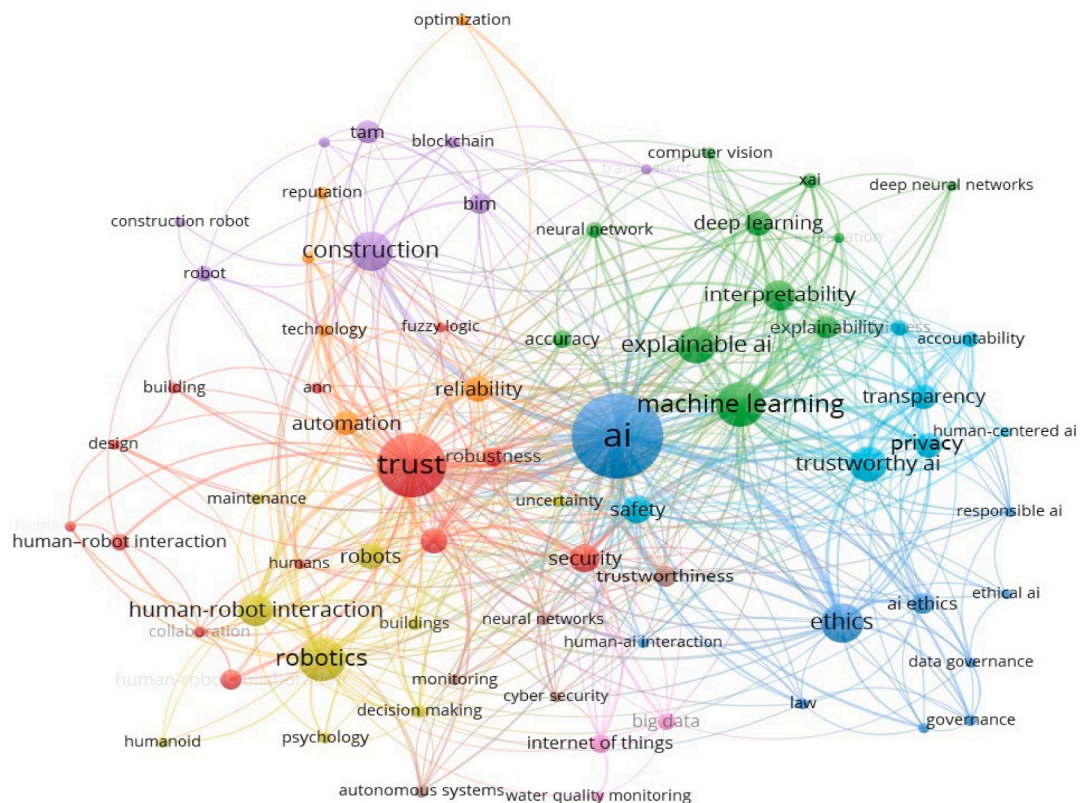 optimization
tam
blockchain
computer vision
transparent
xai
deep neural networks
reputation
bim
construction robot
neural network
deep learning
construction
robot
interpretability
technology
fuzzy logic
accuracy
explainable ai
explainability
accountability
building
ann
reliability
machine learning
transparency
automation
ai
human-centered ai
design
trust
robustness
privacy
trustworthy ai
maintenance
uncertainty
safety
responsible ai
human–robot interaction
humans
robots
security
trustworthiness
human-robot interaction
ai ethics
ethical ai
collaboration
buildings
neural networks
ethics
human-ai interaction
robotics
data governance
human-robot collaboration
monitoring
cyber security
law
decision making
big data
governance
humanoid
psychology
internet of things
autonomous systems
water quality monitoring